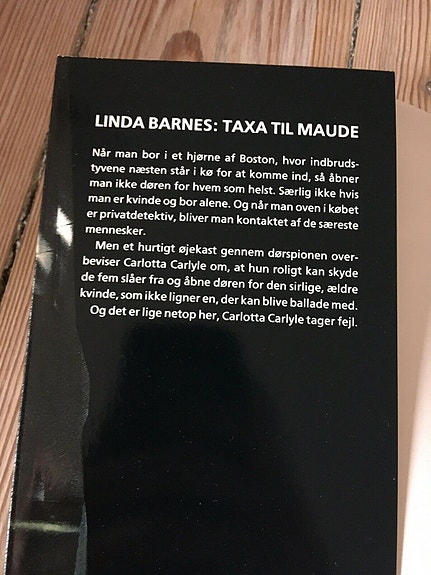 LINDA BARNES: TAXA TIL MAUDE
Når man bor i et hjørne af Boston, hvor indbruds-
tyvene næsten står i kø for at komme ind, så åbner
man ikke døren for hvem som helst. Særlig ikke hvis
man er kvinde og bor alene. Og når man oven i købet
er privatdetektiv, bliver man kontaktet af de særeste
mennesker.
Men et hurtigt øjekast gennem dørspionen over-
beviser Carlotta Carlyle om, at hun roligt kan skyde
de fem slåer fra og åbne døren for den sirlige, ældre
kvinde, som ikke ligner en, der kan blive ballade med.
Og det er lige netop her, Carlotta Carlyle tager fejl.